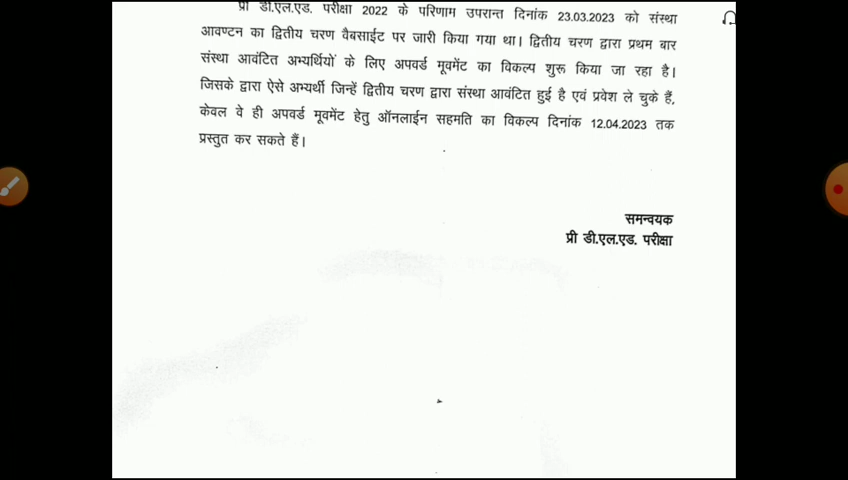 प्री डी.एल.एड. परीक्षा 2022 के परिणाम उपरान्त दिनांक 23.03.2023 को संस्था
आवण्टन का द्वितीय चरण वैबसाईट पर जारी किया गया था। द्वितीय चरण द्वारा प्रथम बार
संस्था आवंटित अभ्यर्थियों के लिए अपवर्ड मूवमेंट का विकल्प शुरू किया जा रहा है।
जिसके द्वारा ऐसे अभ्यर्थी जिन्हें द्वितीय चरण द्वारा संस्था आवंटित हुई है एवं प्रवेश ले चुके हैं,
केवल वे ही अपवर्ड मूवमेंट हेतु ऑनलाईन सहमति का विकल्प दिनांक 12.04.2023 तक
प्रस्तुत कर सकते हैं।
समन्वयक
प्री डी.एल.एड. परीक्षा